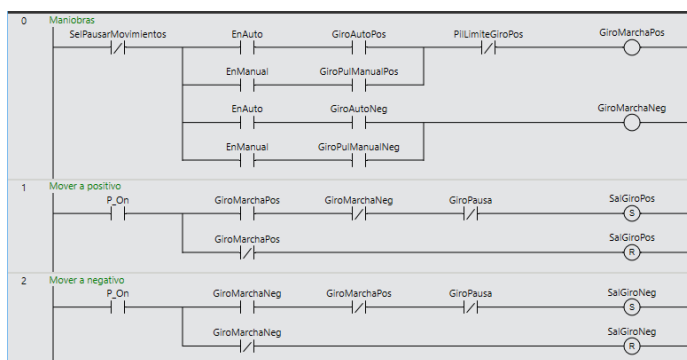 0 Maniobras
SelPausarMovimientos EnAuto GiroAutoPos PilLimiteGiroPos GiroMarchaPos
EnManual GiroPulManualPos
EnAuto GiroAutoNeg GiroMarchaNeg
EnManual GiroPulManualNeg
1 Mover a positivo
P_On GiroMarchaPos GiroMarchaNeg GiroPausa SalGiroPos
S
GiroMarchaPos SalGiroPos
R
2 Mover a negativo
P_On GiroMarchaNeg GiroMarchaPos GiroPausa SalGiroNeg
S
GiroMarchaNeg SalGiroNeg
R